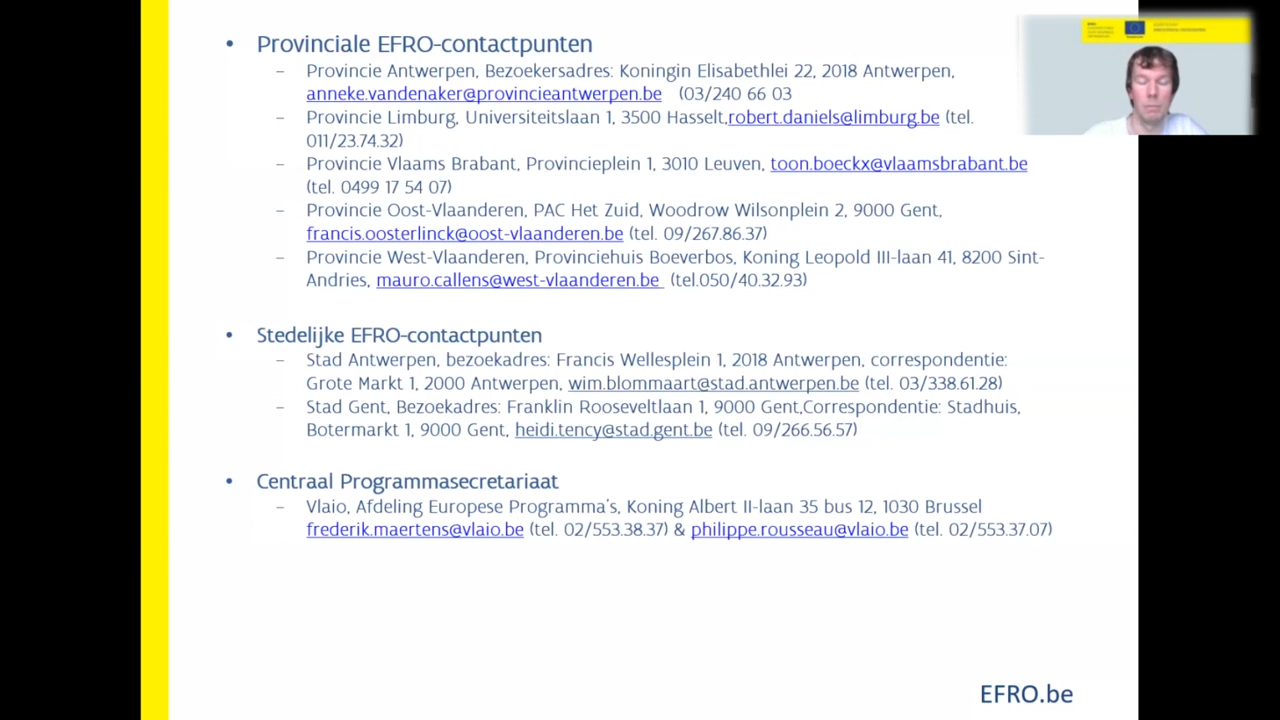 • Provinciale EFRO-contactpunten
– Provincie Antwerpen, Bezoekersadres: Koningin Elisabethlei 22, 2018 Antwerpen,
anneke.vandenaker@provincieantwerpen.be (03/240 66 03
– Provincie Limburg, Universiteitslaan 1, 3500 Hasselt,robert.daniels@limburg.be (tel.
011/23.74.32)
– Provincie Vlaams Brabant, Provincieplein 1, 3010 Leuven, toon.boeckx@vlaamsbrabant.be
(tel. 0499 17 54 07)
– Provincie Oost-Vlaanderen, PAC Het Zuid, Woodrow Wilsonplein 2, 9000 Gent,
francis.oosterlinck@oost-vlaanderen.be (tel. 09/267.86.37)
– Provincie West-Vlaanderen, Provinciehuis Boeverbos, Koning Leopold III-laan 41, 8200 Sint-
Andries, mauro.callens@west-vlaanderen.be (tel.050/40.32.93)
• Stedelijke EFRO-contactpunten
– Stad Antwerpen, bezoekadres: Francis Wellesplein 1, 2018 Antwerpen, correspondentie:
Grote Markt 1, 2000 Antwerpen, wim.blommaart@stad.antwerpen.be (tel. 03/338.61.28)
– Stad Gent, Bezoekadres: Franklin Rooseveltlaan 1, 9000 Gent,Correspondentie: Stadhuis,
Botermarkt 1, 9000 Gent, heidi.tency@stad.gent.be (tel. 09/266.56.57)
• Centraal Programmasecretariaat
– Vlaio, Afdeling Europese Programma's, Koning Albert II-laan 35 bus 12, 1030 Brussel
frederik.maertens@vlaio.be (tel. 02/553.38.37) & philippe.rousseau@vlaio.be (tel. 02/553.37.07)
EFRO.be